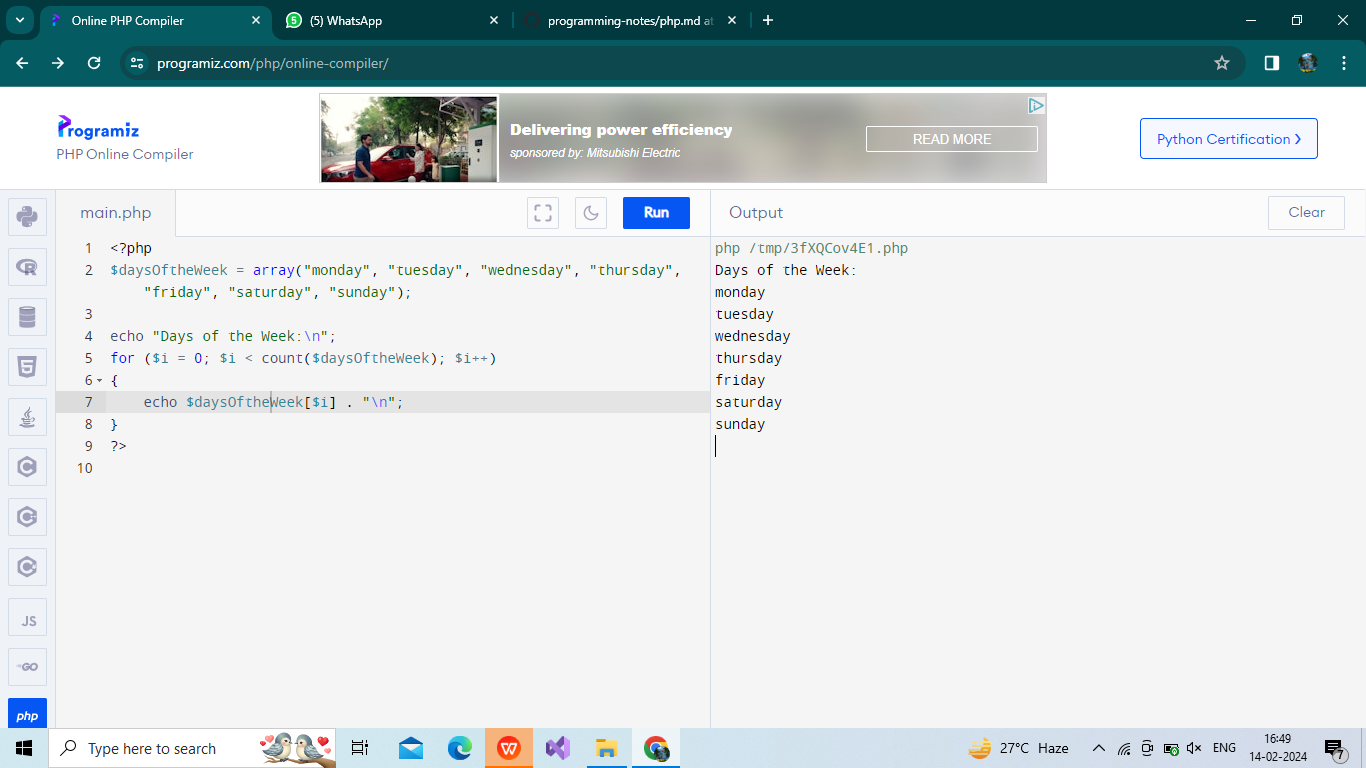 Online PHP Compiler
(5) WhatsApp
programming-notes/php.md at
programiz.com/php/online-compiler/
Programiz
PHP Online Compiler
Delivering power efficiency
sponsored by: Mitsubishi Electric
READ MORE
Python Certification
main.php
Run
Output
Clear
1 <?php
2 $daysOftheWeek = array("monday", "tuesday", "wednesday", "thursday",
"friday", "saturday", "sunday");
3
4 echo "Days of the Week:\n";
5 for ($i = 0; $i < count($daysOftheWeek); $i++)
6 {
7 echo $daysOftheWeek[$i] . "\n";
8 }
9 ?>
10
php /tmp/3fXQCov4E1.php
Days of the Week:
monday
tuesday
wednesday
thursday
friday
saturday
sunday
JS
GO
php
Type here to search
27°C Haze
ENG
16:49
14-02-2024
7